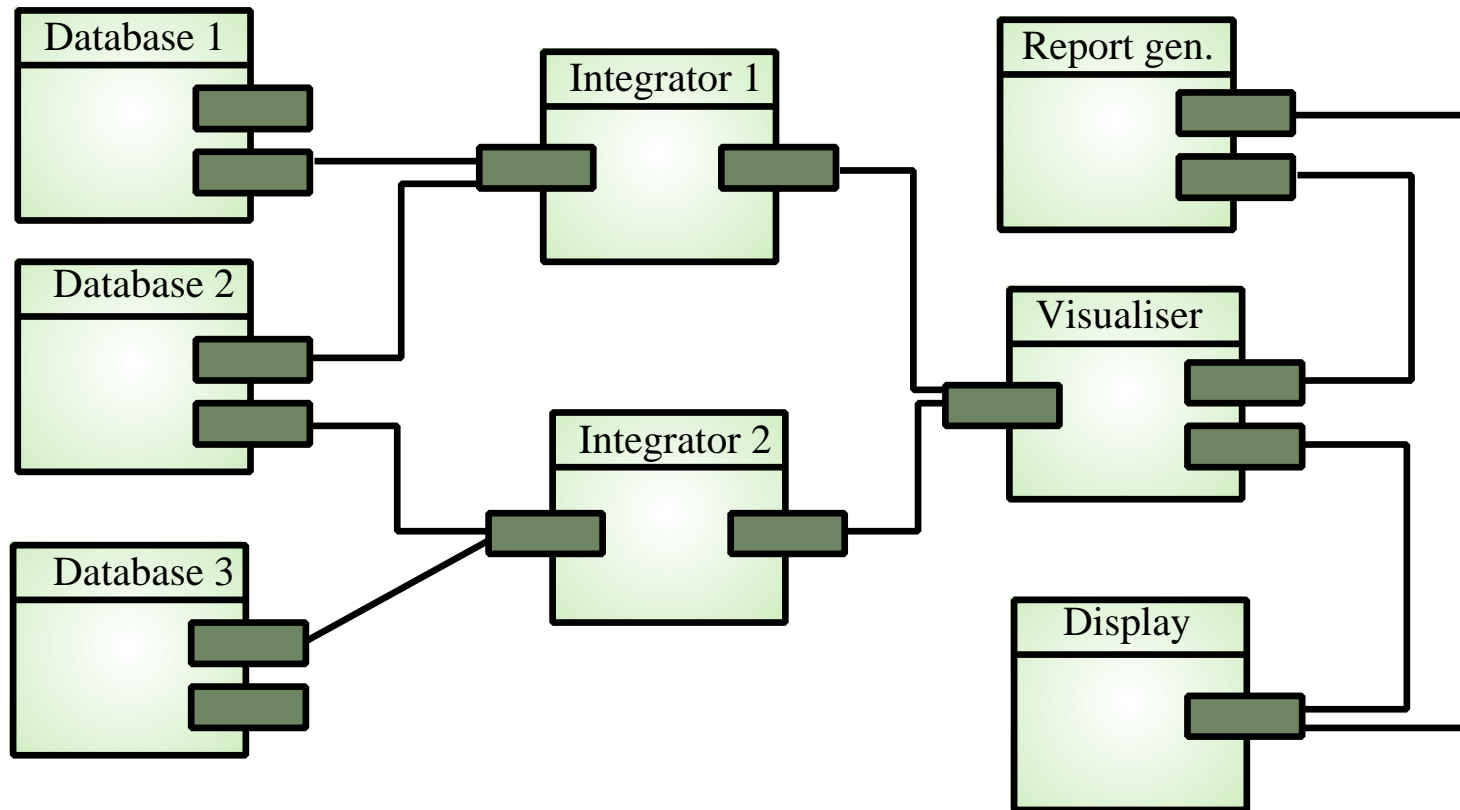 Database 1
Integrator 1
Report gen.
Database 2
Visualiser
Integrator 2
Database 3
Display